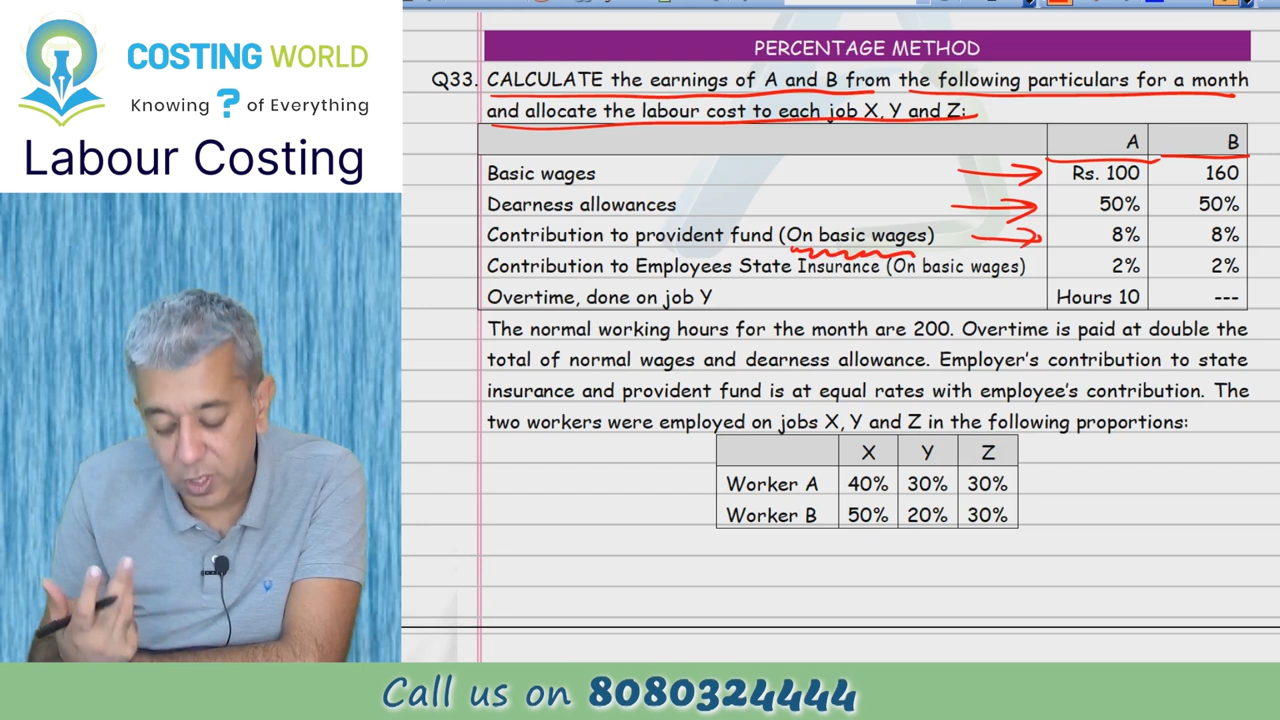 COSTING WORLD
Knowing ? of Everything
Labour Costing
PERCENTAGE METHOD
Q33. CALCULATE the earnings of A and B from the following particulars for a month
and allocate the labour cost to each job X, Y and Z:
A B
Basic wages Rs. 100 160
Dearness allowances 50% 50%
Contribution to provident fund (On basic wages) 8% 8%
Contribution to Employees State Insurance (On basic wages) 2% 2%
Overtime, done on job Y Hours 10 ---
The normal working hours for the month are 200. Overtime is paid at double the
total of normal wages and dearness allowance. Employer's contribution to state
insurance and provident fund is at equal rates with employee's contribution. The
two workers were employed on jobs X, Y and Z in the following proportions:
X Y Z
Worker A 40% 30% 30%
Worker B 50% 20% 30%
Call us on 8080324444